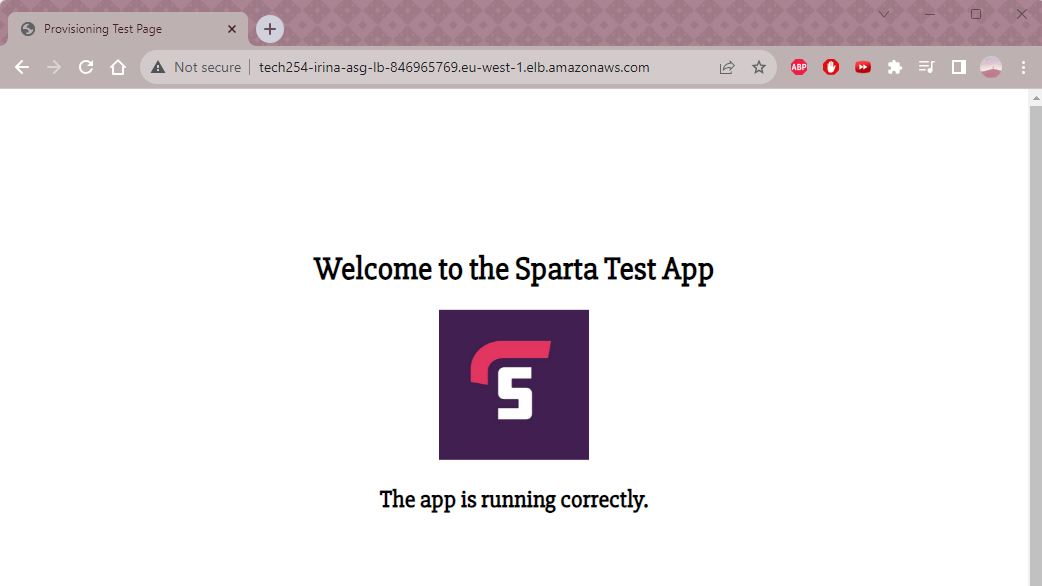 Provisioning Test Page
Not secure | tech254-irina-asg-lb-846965769.eu-west-1.elb.amazonaws.com
ABP
Welcome to the Sparta Test App
S
The app is running correctly.